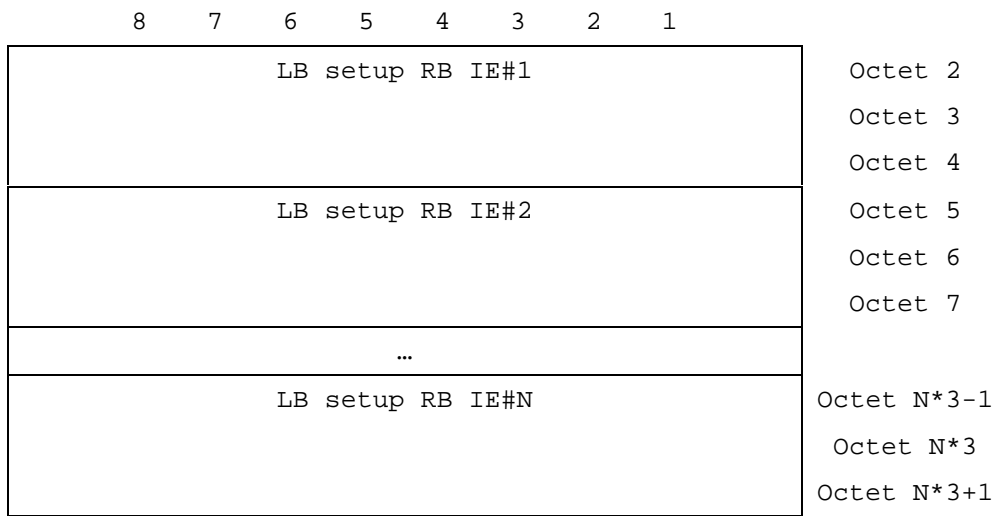 8 7 6 5 4 3 2 1
LB setup RB IE#1 Octet 2
Octet 3
Octet 4
LB setup RB IE#2 Octet 5
Octet 6
Octet 7
…
LB setup RB IE#N Octet N*3-1
Octet N*3
Octet N*3+1